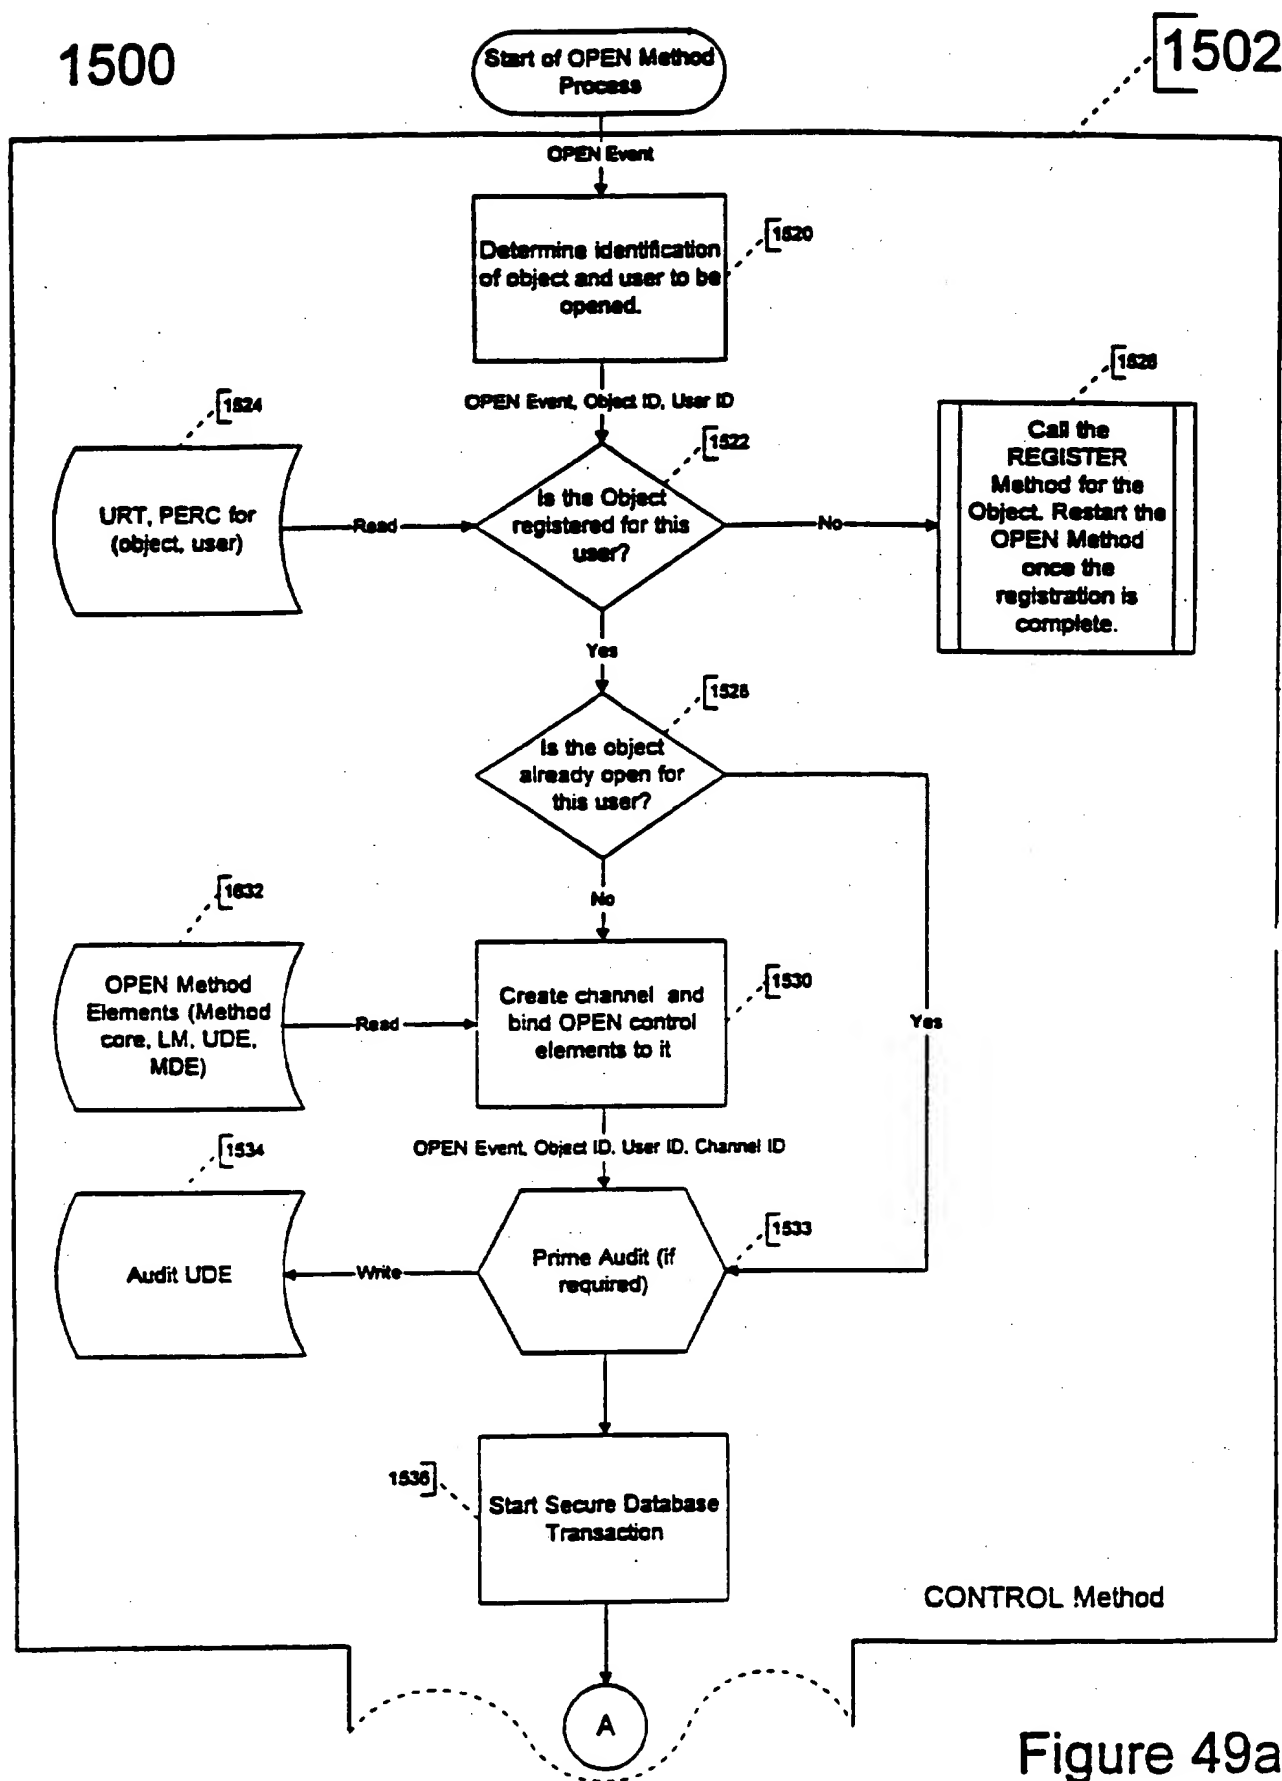 1500
1502
Start of OPEN Method
Process
OPEN Event
Determine identification
of object and user to be
opened.
1520
OPEN Event, Object ID, User ID
1524
1522
1526
URT, PERC for
(object, user)
Read
Is the Object
registered for this
user?
No
Call the
REGISTER
Method for the
Object. Restart the
OPEN Method
once the
registration is
complete.
Yes
1528
Is the object
already open for
this user?
No
Yes
1532
OPEN Method
Elements (Method
core, LM, UDE,
MDE)
Read
Create channel and
bind OPEN control
elements to it
1530
OPEN Event, Object ID, User ID, Channel ID
1534
Audit UDE
Write
Prime Audit (if
required)
1533
1536
Start Secure Database
Transaction
CONTROL Method
A
Figure 49a